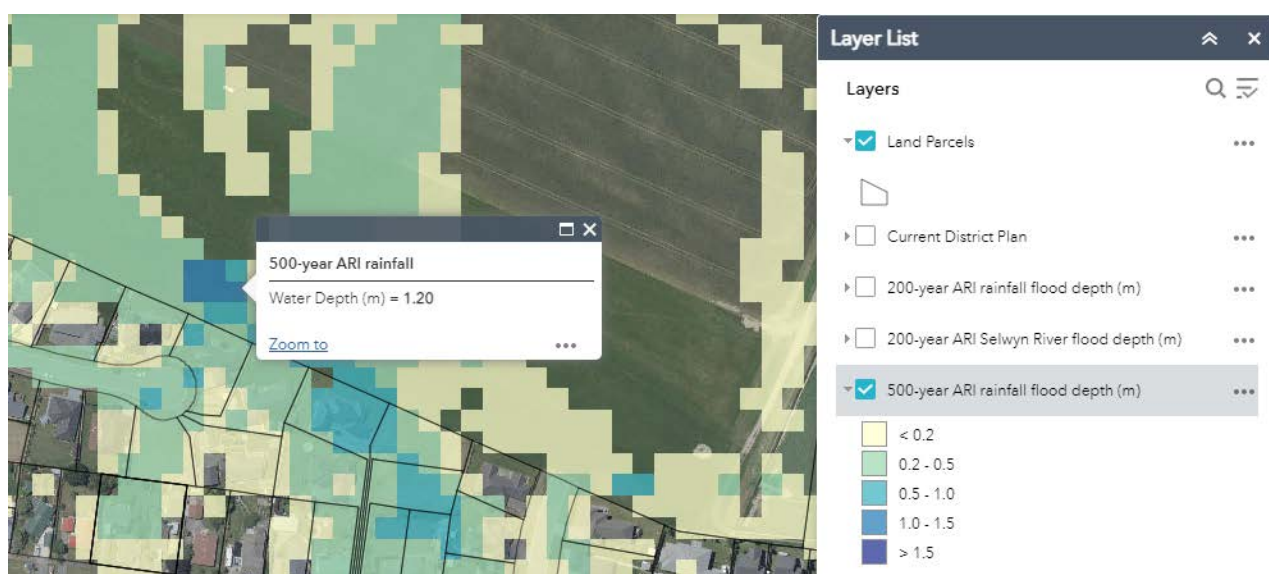 500-year ARI rainfall
Water Depth (m) = 1.20
Zoom to
Layer List
Layers
Land Parcels
Current District Plan
200-year ARI rainfall flood depth (m)
200-year ARI Selwyn River flood depth (m)
500-year ARI rainfall flood depth (m)
< 0.2
0.2 - 0.5
0.5 - 1.0
1.0 - 1.5
> 1.5